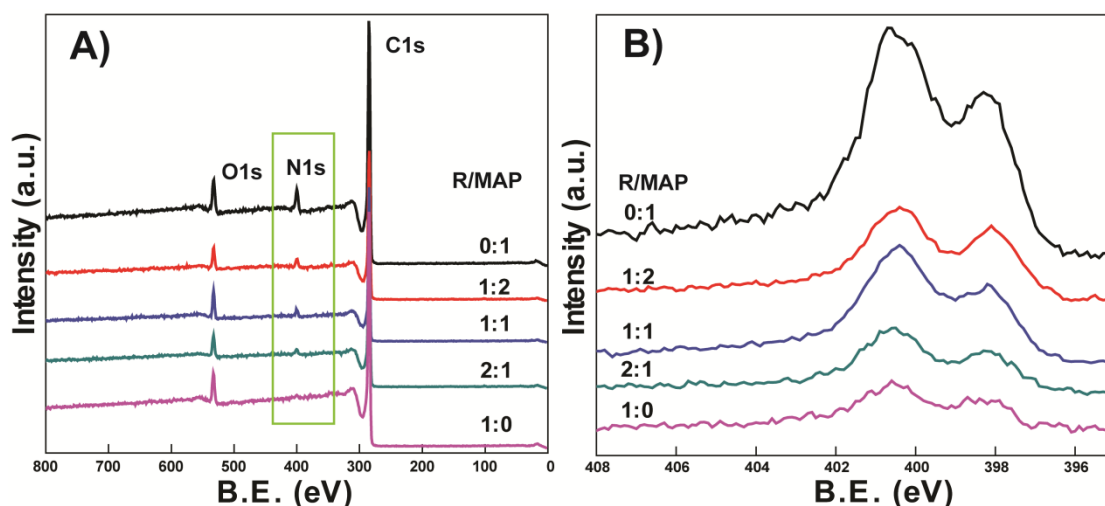 A)
C1s
O1s
N1s
R/MAP
0:1
1:2
1:1
2:1
1:0
Intensity (a.u.)
800 700 600 500 400 300 200 100 0
B.E. (eV)
B)
R/MAP
0:1
1:2
1:1
2:1
1:0
Intensity (a.u.)
408 406 404 402 400 398 396
B.E. (eV)